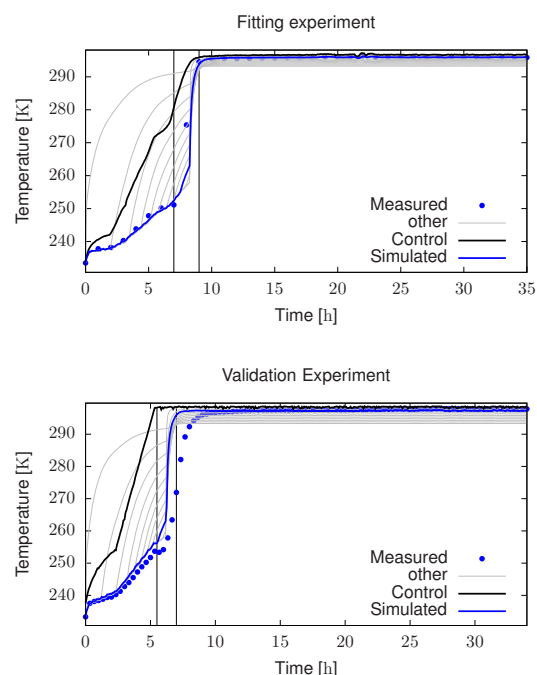 Fitting experiment
Temperature [K]
290
280
270
260
250
240
Measured
other
Control
Simulated
0 5 10 15 20 25 30 35
Time [h]
Validation Experiment
Temperature [K]
290
280
270
260
250
240
Measured
other
Control
Simulated
0 5 10 15 20 25 30
Time [h]